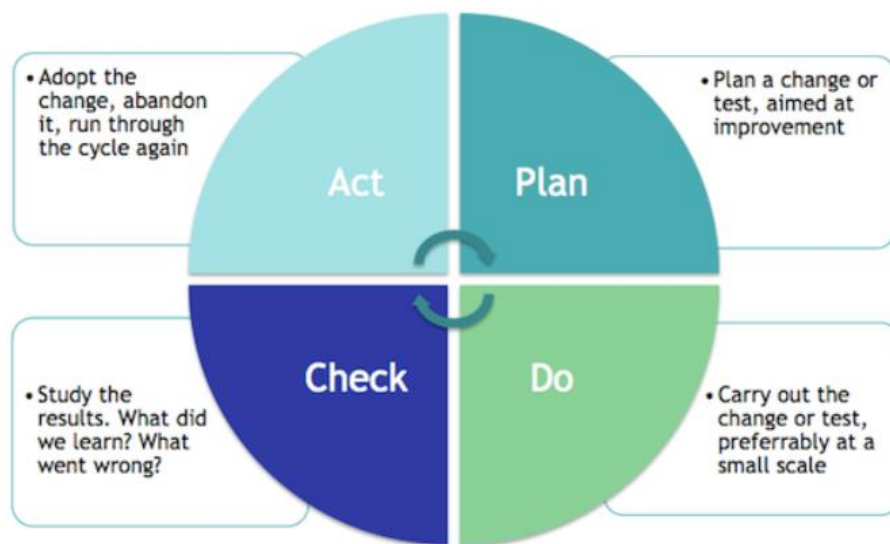 • Adopt the
change, abandon
it, run through
the cycle again
Act
Plan
• Plan a change or
test, aimed at
improvement
• Study the
results. What did
we learn? What
went wrong?
Check
Do
• Carry out the
change or test,
preferrably at a
small scale